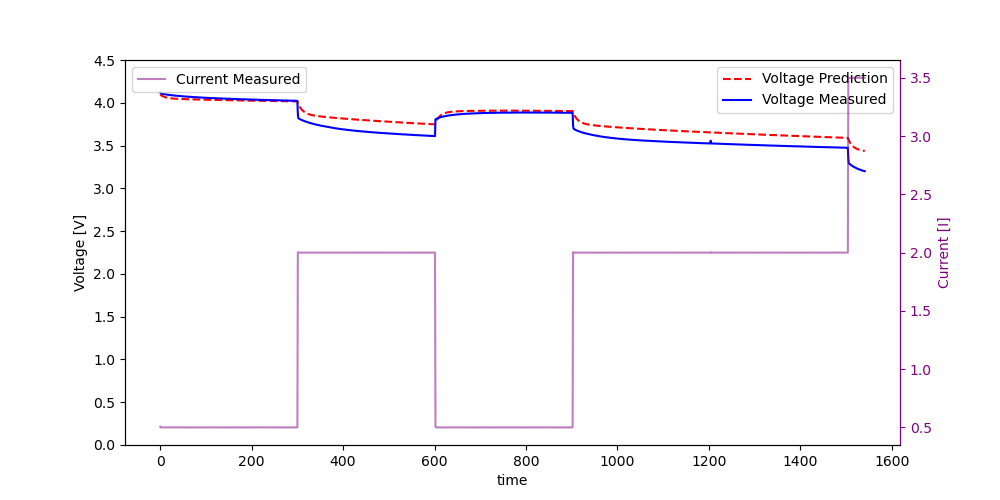 Current Measured
Voltage Prediction
Voltage Measured
4.5
4.0
3.5
3.0
2.5
2.0
1.5
1.0
0.5
0.0
Voltage [V]
3.5
3.0
2.5
2.0
1.5
1.0
0.5
Current [I]
0 200 400 600 800 1000 1200 1400 1600
time